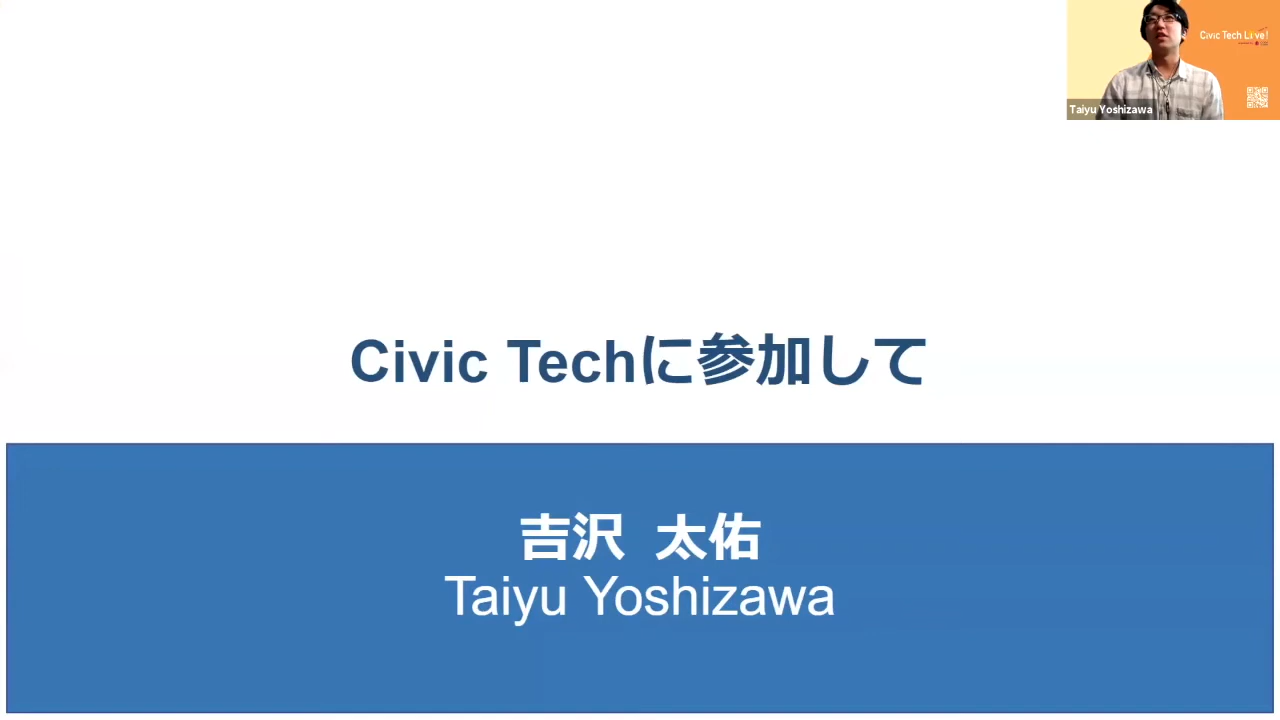 Civic Tech Live!
Taiyu Yoshizawa
Civic Techに参加して
吉沢 太佑
Taiyu Yoshizawa